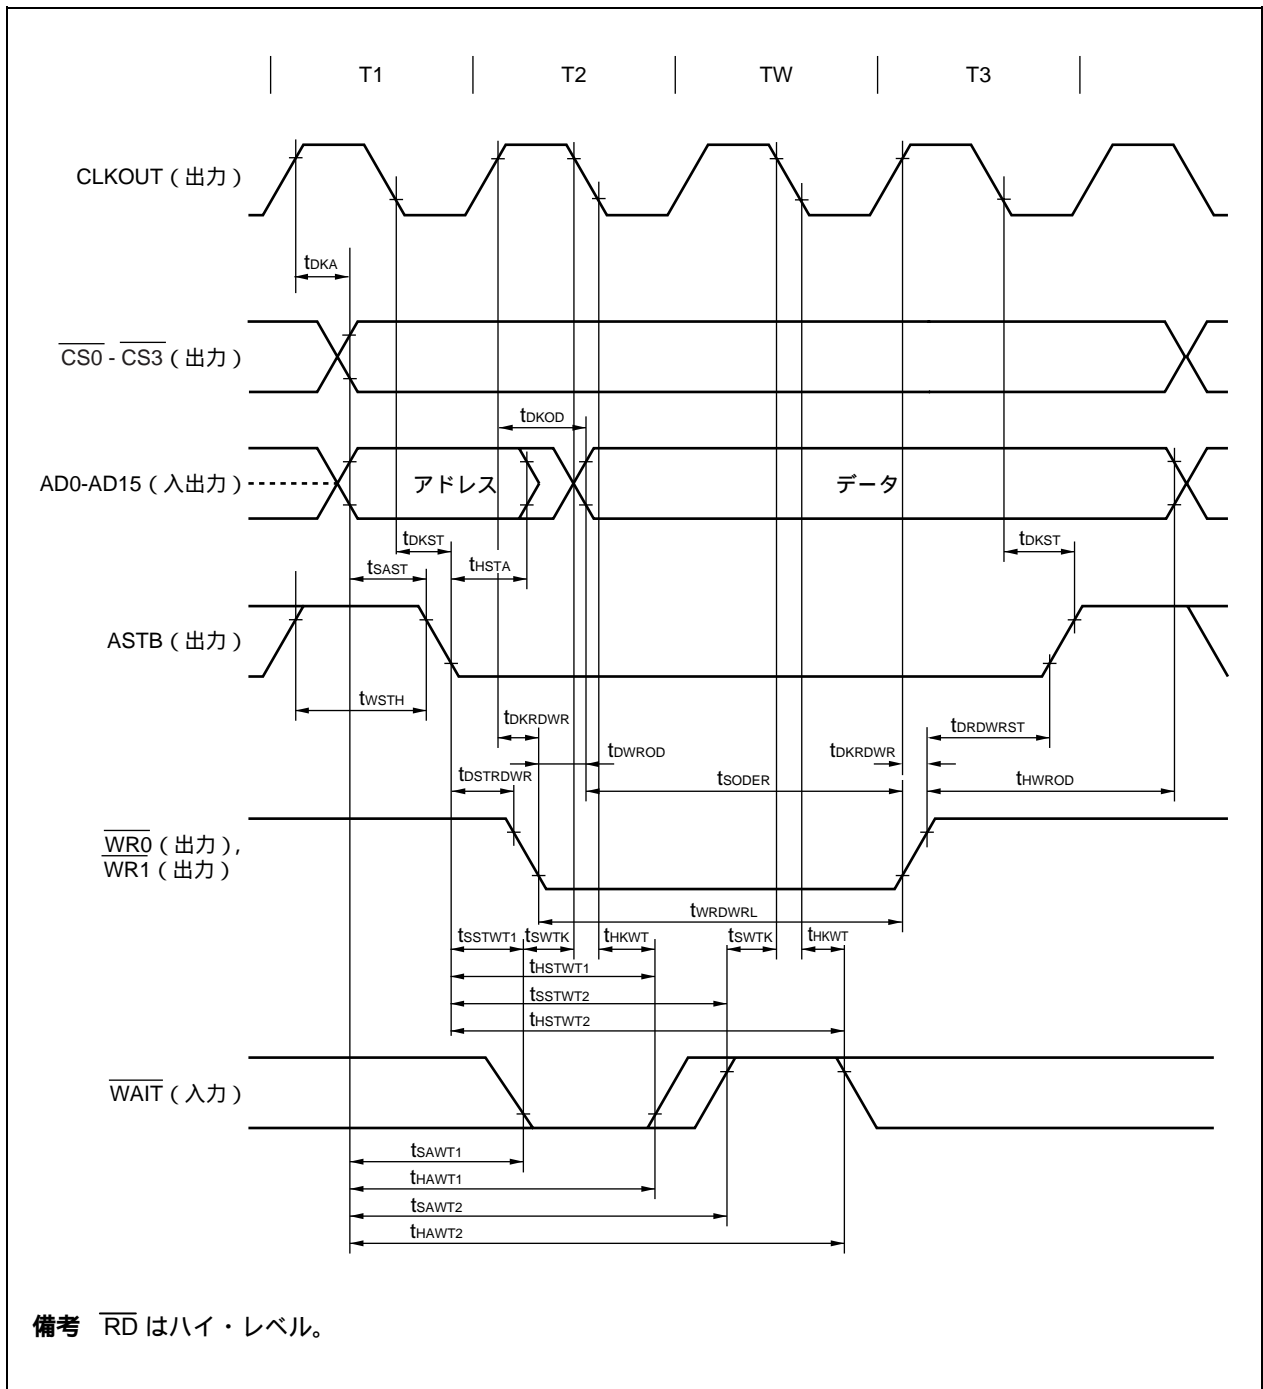 T1 T2 TW T3
CLKOUT（出力）
tDKA
CS0 - CS3（出力）
tDKOD
AD0-AD15（入出力） アドレス データ
tDKST tDKST
tSAST tHSTA
ASTB（出力）
tWSTH
tDKRDWR tDRDWRST
tDWROD tDKRDWR
tDSTRDWR tSODER tHWROD
WR0（出力）,
WR1（出力）
tWRDWRL
tSSTWT1 tSWTK tHKWT tSWTK tHKWT
tHSTWT1
tSSTWT2
tHSTWT2
WAIT（入力）
tSAWT1
tHAWT1
tSAWT2
tHAWT2
備考 RD はハイ・レベル。